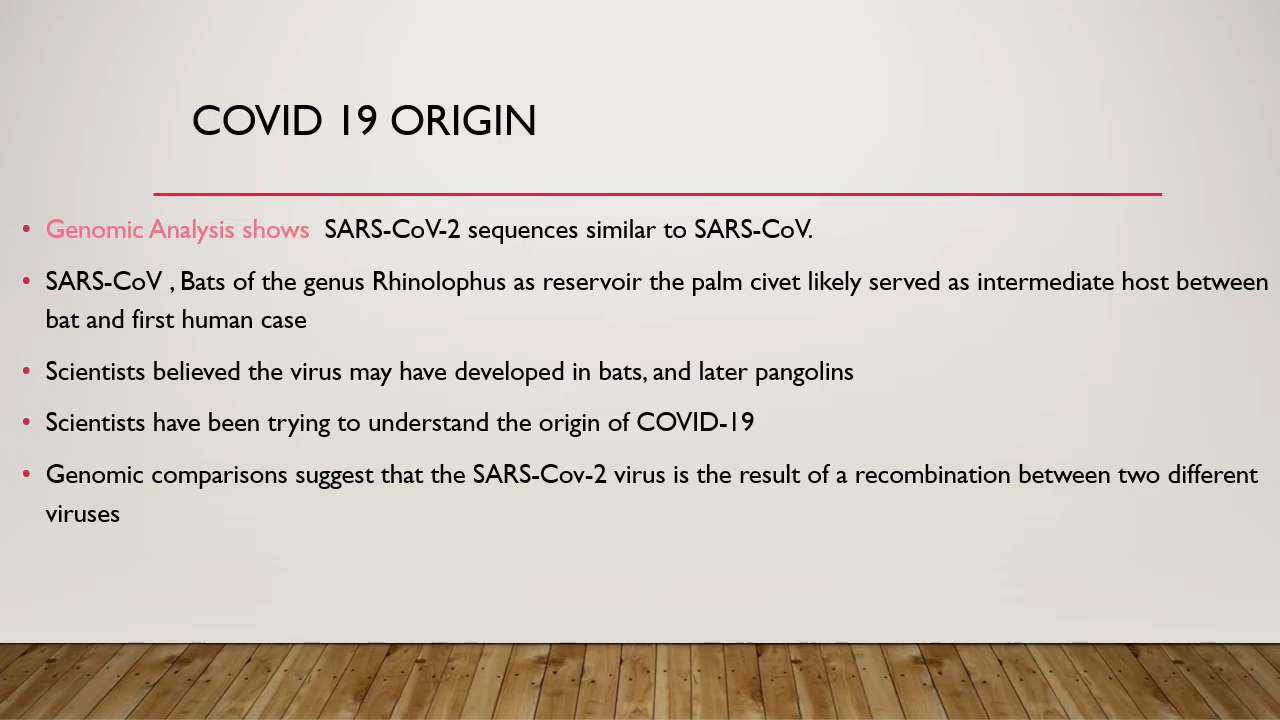 COVID 19 ORIGIN
• Genomic Analysis shows SARS-CoV-2 sequences similar to SARS-CoV.
• SARS-CoV , Bats of the genus Rhinolophus as reservoir the palm civet likely served as intermediate host between
bat and first human case
• Scientists believed the virus may have developed in bats, and later pangolins
• Scientists have been trying to understand the origin of COVID-19
• Genomic comparisons suggest that the SARS-Cov-2 virus is the result of a recombination between two different
viruses